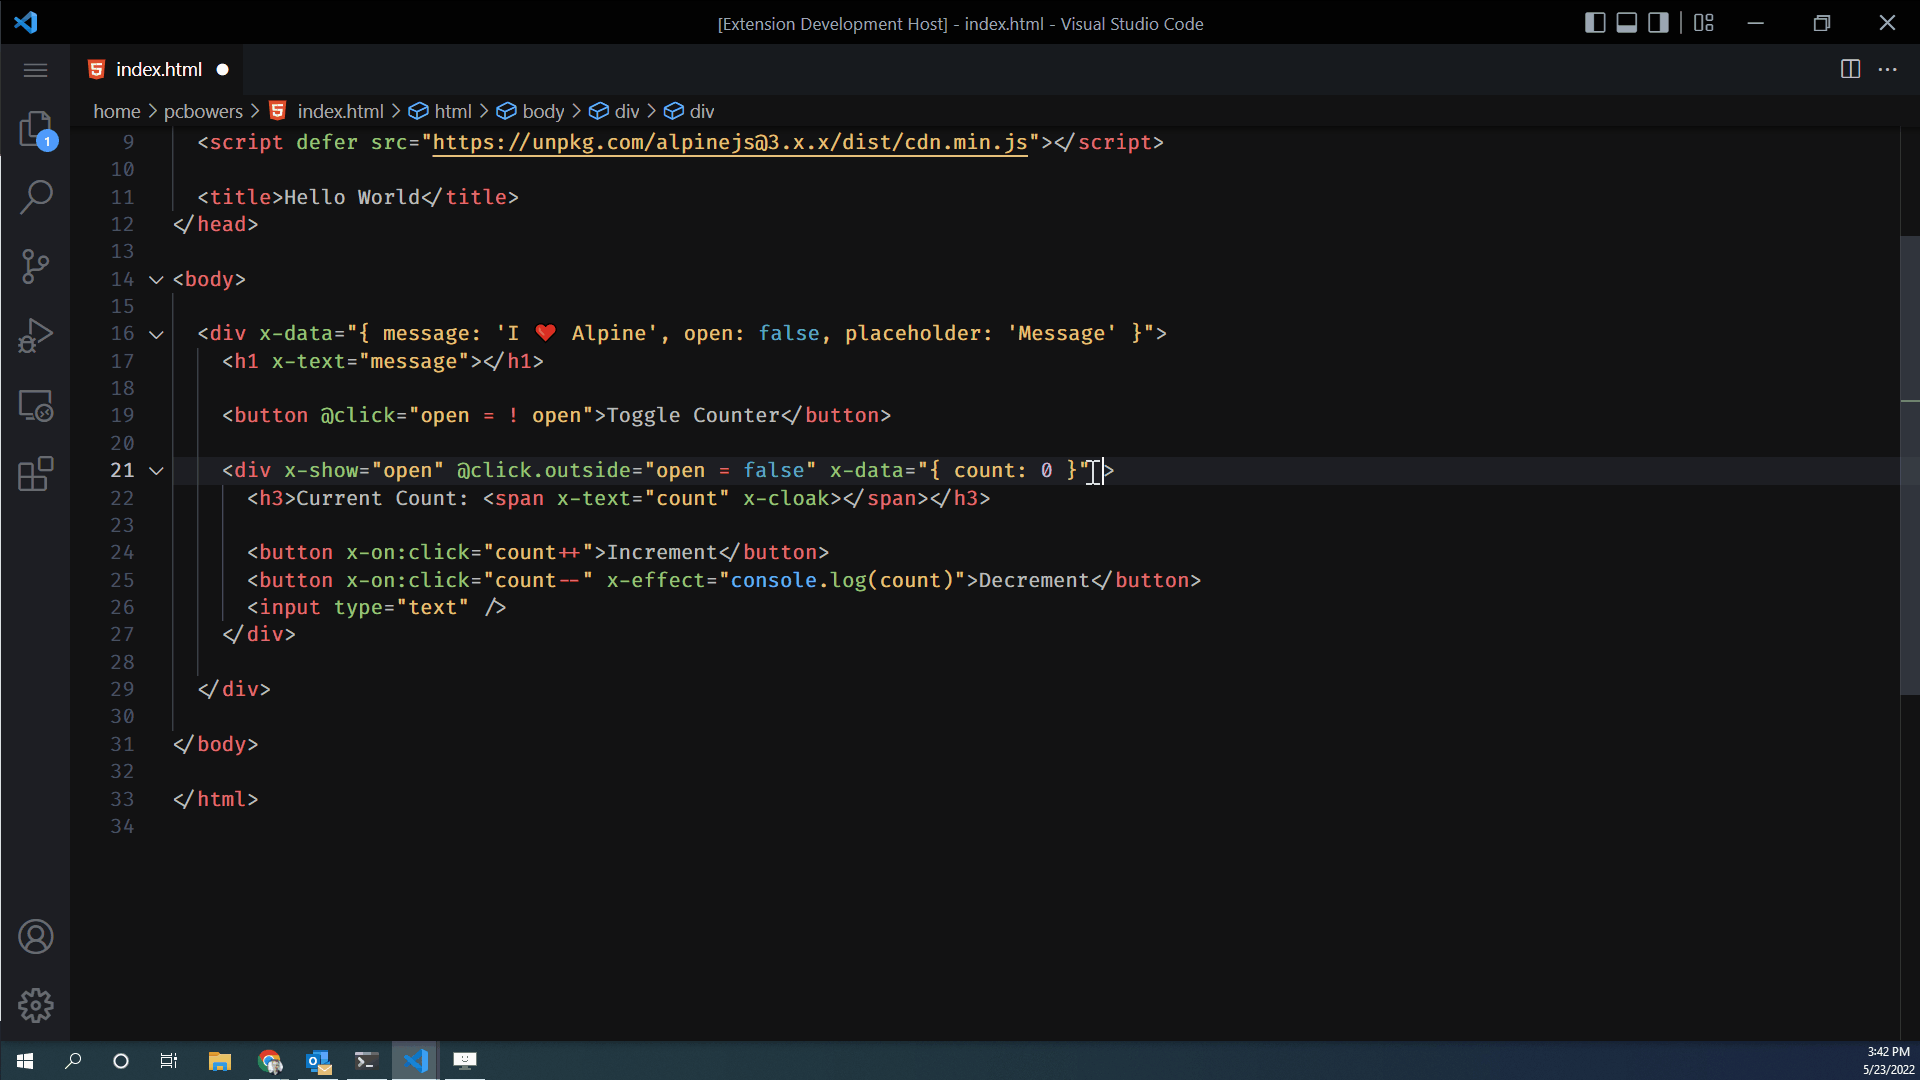 [Extension Development Host] - index.html - Visual Studio Code
index.html
home > pcbowers > index.html > html > body > div > div
1
9 <script defer src="https://unpkg.com/alpinejs@3.x.x/dist/cdn.min.js"></script>
10
11 <title>Hello World</title>
12 </head>
13
14 <body>
15
16 <div x-data="{ message: 'I ❤️ Alpine', open: false, placeholder: 'Message' }">
17 <h1 x-text="message"></h1>
18
19 <button @click="open = ! open">Toggle Counter</button>
20
21 <div x-show="open" @click.outside="open = false" x-data="{ count: 0 }" >
22 <h3>Current Count: <span x-text="count" x-cloak></span></h3>
23
24 <button x-on:click="count++">Increment</button>
25 <button x-on:click="count--" x-effect="console.log(count)">Decrement</button>
26 <input type="text" />
27 </div>
28
29 </div>
30
31 </body>
32
33 </html>
34
3:42 PM
5/23/2022